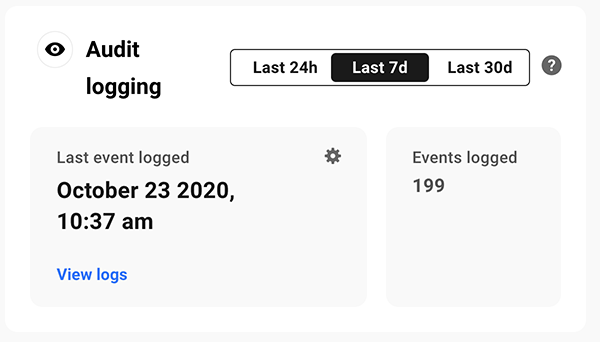 Audit
logging
Last 24h
Last 7d
Last 30d
?
Last event logged
October 23 2020,
10:37 am
View logs
Events logged
199